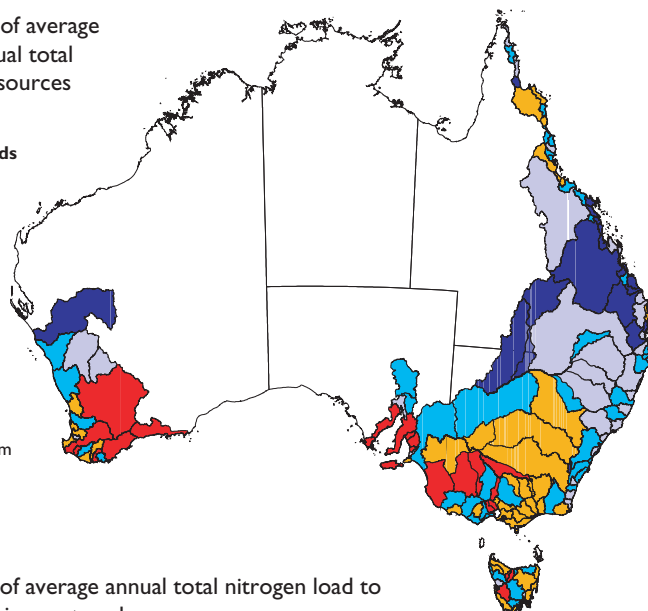 of average
ual total
sources
ds
m
of average annual total nitrogen load to